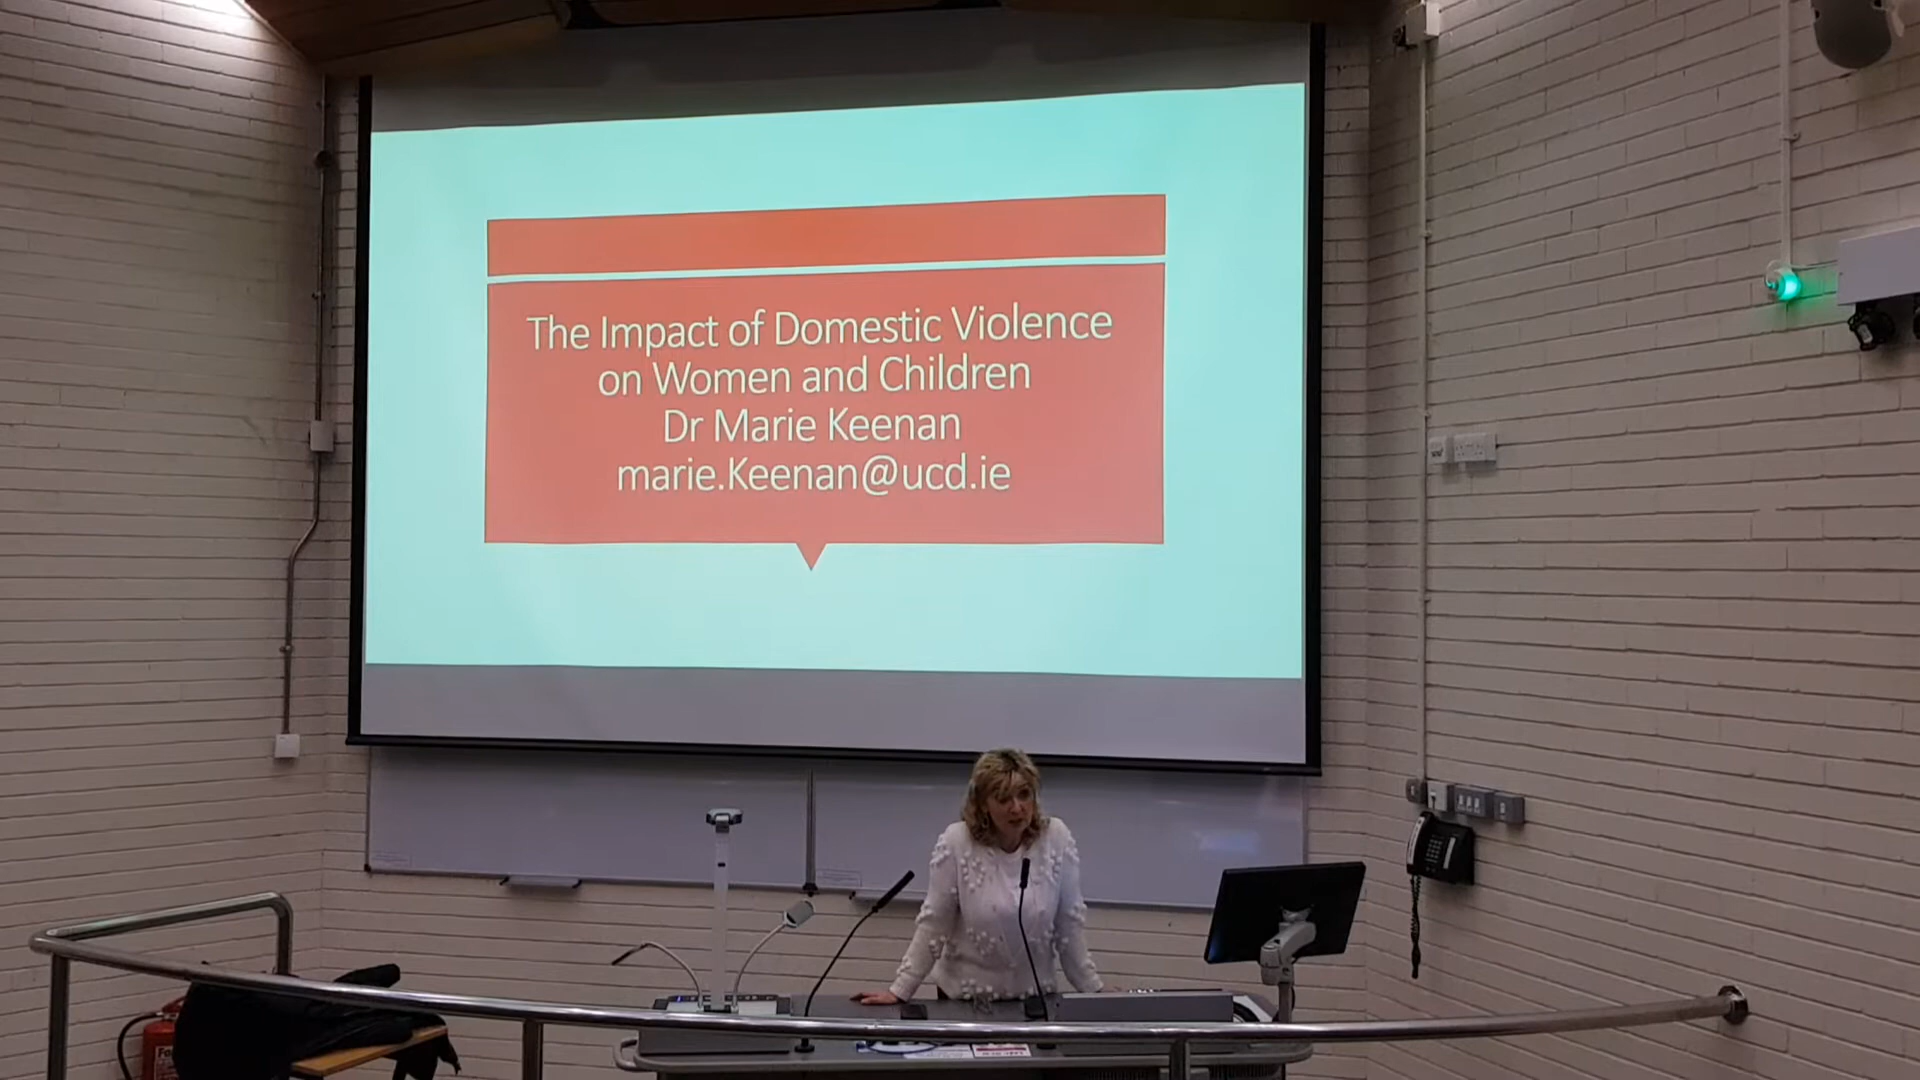 The Impact of Domestic Violence
on Women and Children
Dr Marie Keenan
marie.Keenan@ucd.ie